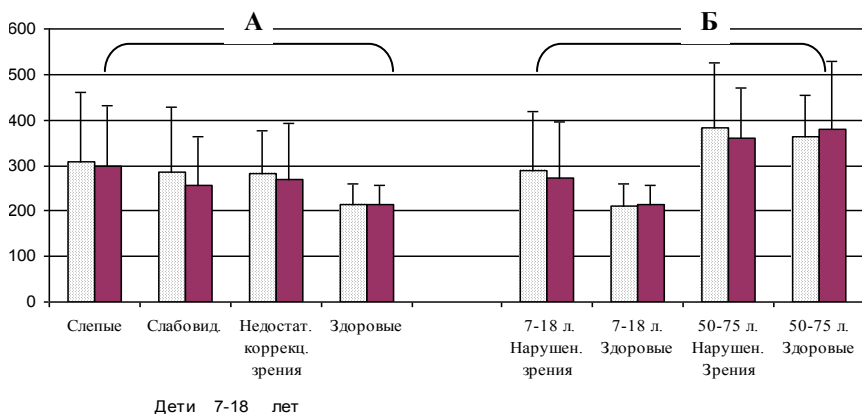 А
Б
600
500
400
300
200
100
0
Слепые
Слабовид.
Недостат.
коррекц.
зрения
Здоровые
7-18 л.
Нарушен.
зрения
7-18 л.
Здоровые
50-75 л.
Нарушен.
Зрения
50-75 л.
Здоровые
Дети 7-18 лет